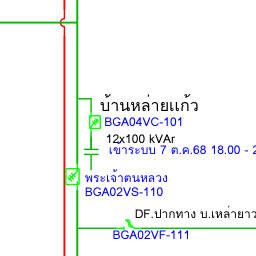 บ้านหล่ายแก้ว
BGA04VC-101
12x100 kVAr
เขาระบบ 7 ต.ค.68 18.00 - 2
พระเจ้าตนหลวง
BGA02VS-110
DF.ปากทาง บ.เหล่ายาว
BGA02VF-111